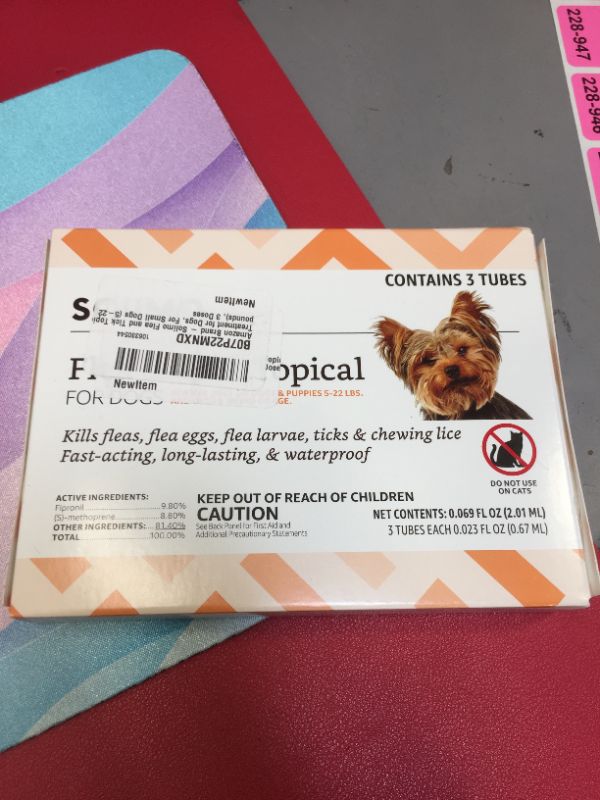 228-947
228-946
CONTAINS 3 TUBES
S
NewItem
pounds), 3 Doses
Treatment for Dogs, For Small Dogs (5-22
Amazon Brand - Solimo Flea and Tick Topi
B07P22MMXD
NewItem
F opical
FOR DOGS & PUPPIES 5-22 LBS.
Kills fleas, flea eggs, flea larvae, ticks & chewing lice
Fast-acting, long-lasting, & waterproof
DO NOT USE
ON CATS
ACTIVE INGREDIENTS:
Fipronil 9.80%
(S)-methoprene 8.80%
OTHER INGREDIENTS: 81.40%
TOTAL 100.00%
KEEP OUT OF REACH OF CHILDREN
CAUTION
See Back Panel for First Aid and
Additional Precautionary Statements
NET CONTENTS: 0.069 FL OZ (2.01 ML)
3 TUBES EACH 0.023 FL OZ (0.67 ML)